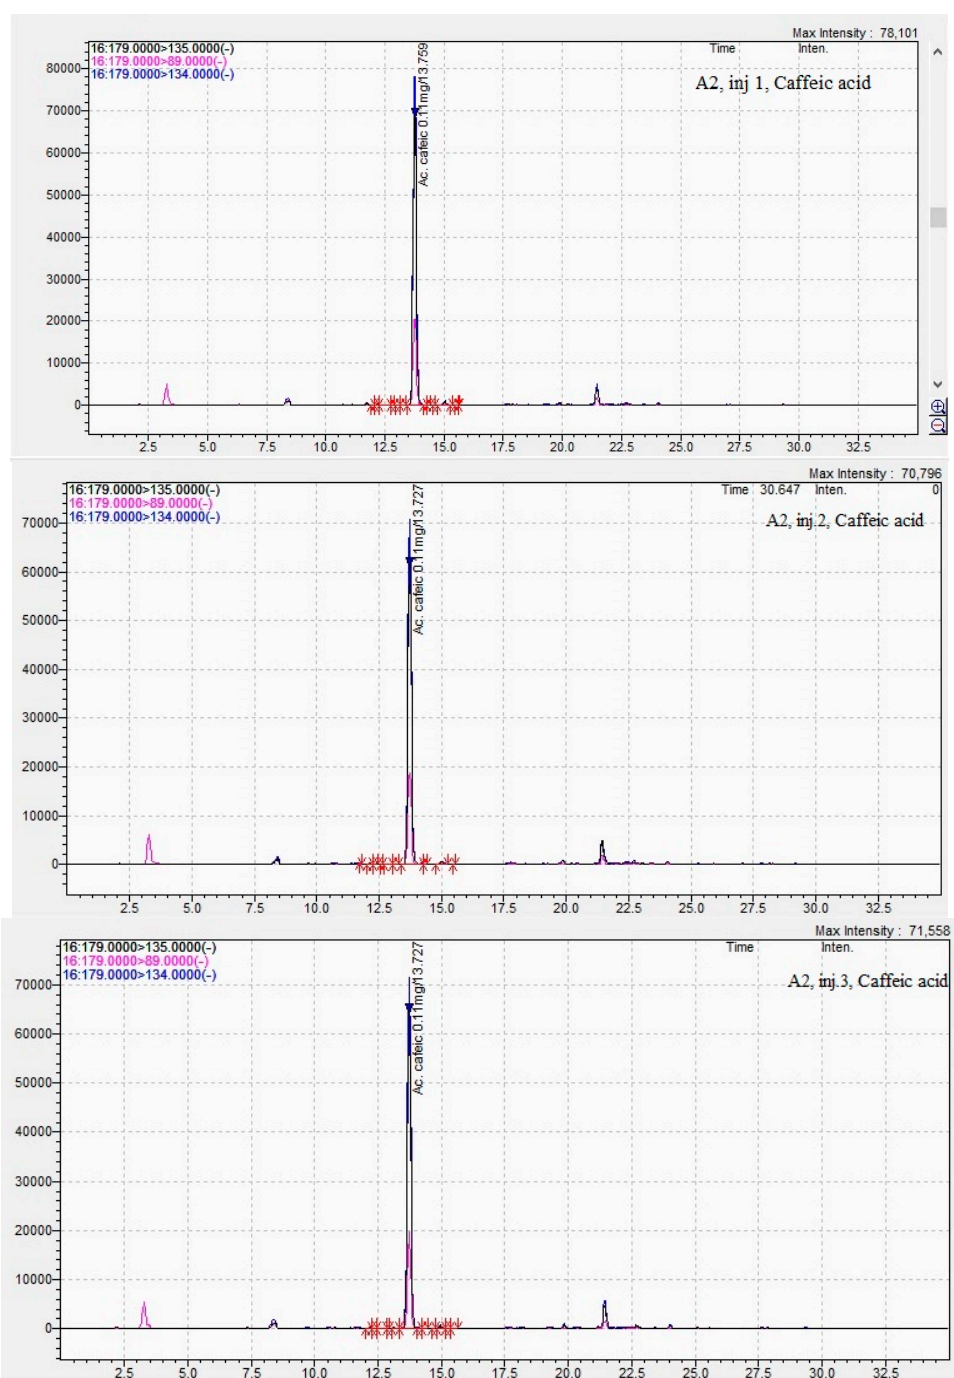 Max Intensity : 78,101
16:179.0000>135.0000(-) Time Inten.
16:179.0000>89.0000(-)
16:179.0000>134.0000(-)
A2, inj 1, Caffeic acid
Ac. cafeic 0.11mg/13.759
80000
70000
60000
50000
40000
30000
20000
10000
0
2.5 5.0 7.5 10.0 12.5 15.0 17.5 20.0 22.5 25.0 27.5 30.0 32.5
Max Intensity : 70,796
16:179.0000>135.0000(-) Time 30.647 Inten. 0
16:179.0000>89.0000(-)
16:179.0000>134.0000(-)
A2, inj.2, Caffeic acid
Ac. cafeic 0.11mg/13.727
70000
60000
50000
40000
30000
20000
10000
0
2.5 5.0 7.5 10.0 12.5 15.0 17.5 20.0 22.5 25.0 27.5 30.0 32.5
Max Intensity : 71,558
16:179.0000>135.0000(-) Time Inten.
16:179.0000>89.0000(-)
16:179.0000>134.0000(-)
A2, inj.3, Caffeic acid
Ac. cafeic 0.11mg/13.727
70000
60000
50000
40000
30000
20000
10000
0
2.5 5.0 7.5 10.0 12.5 15.0 17.5 20.0 22.5 25.0 27.5 30.0 32.5